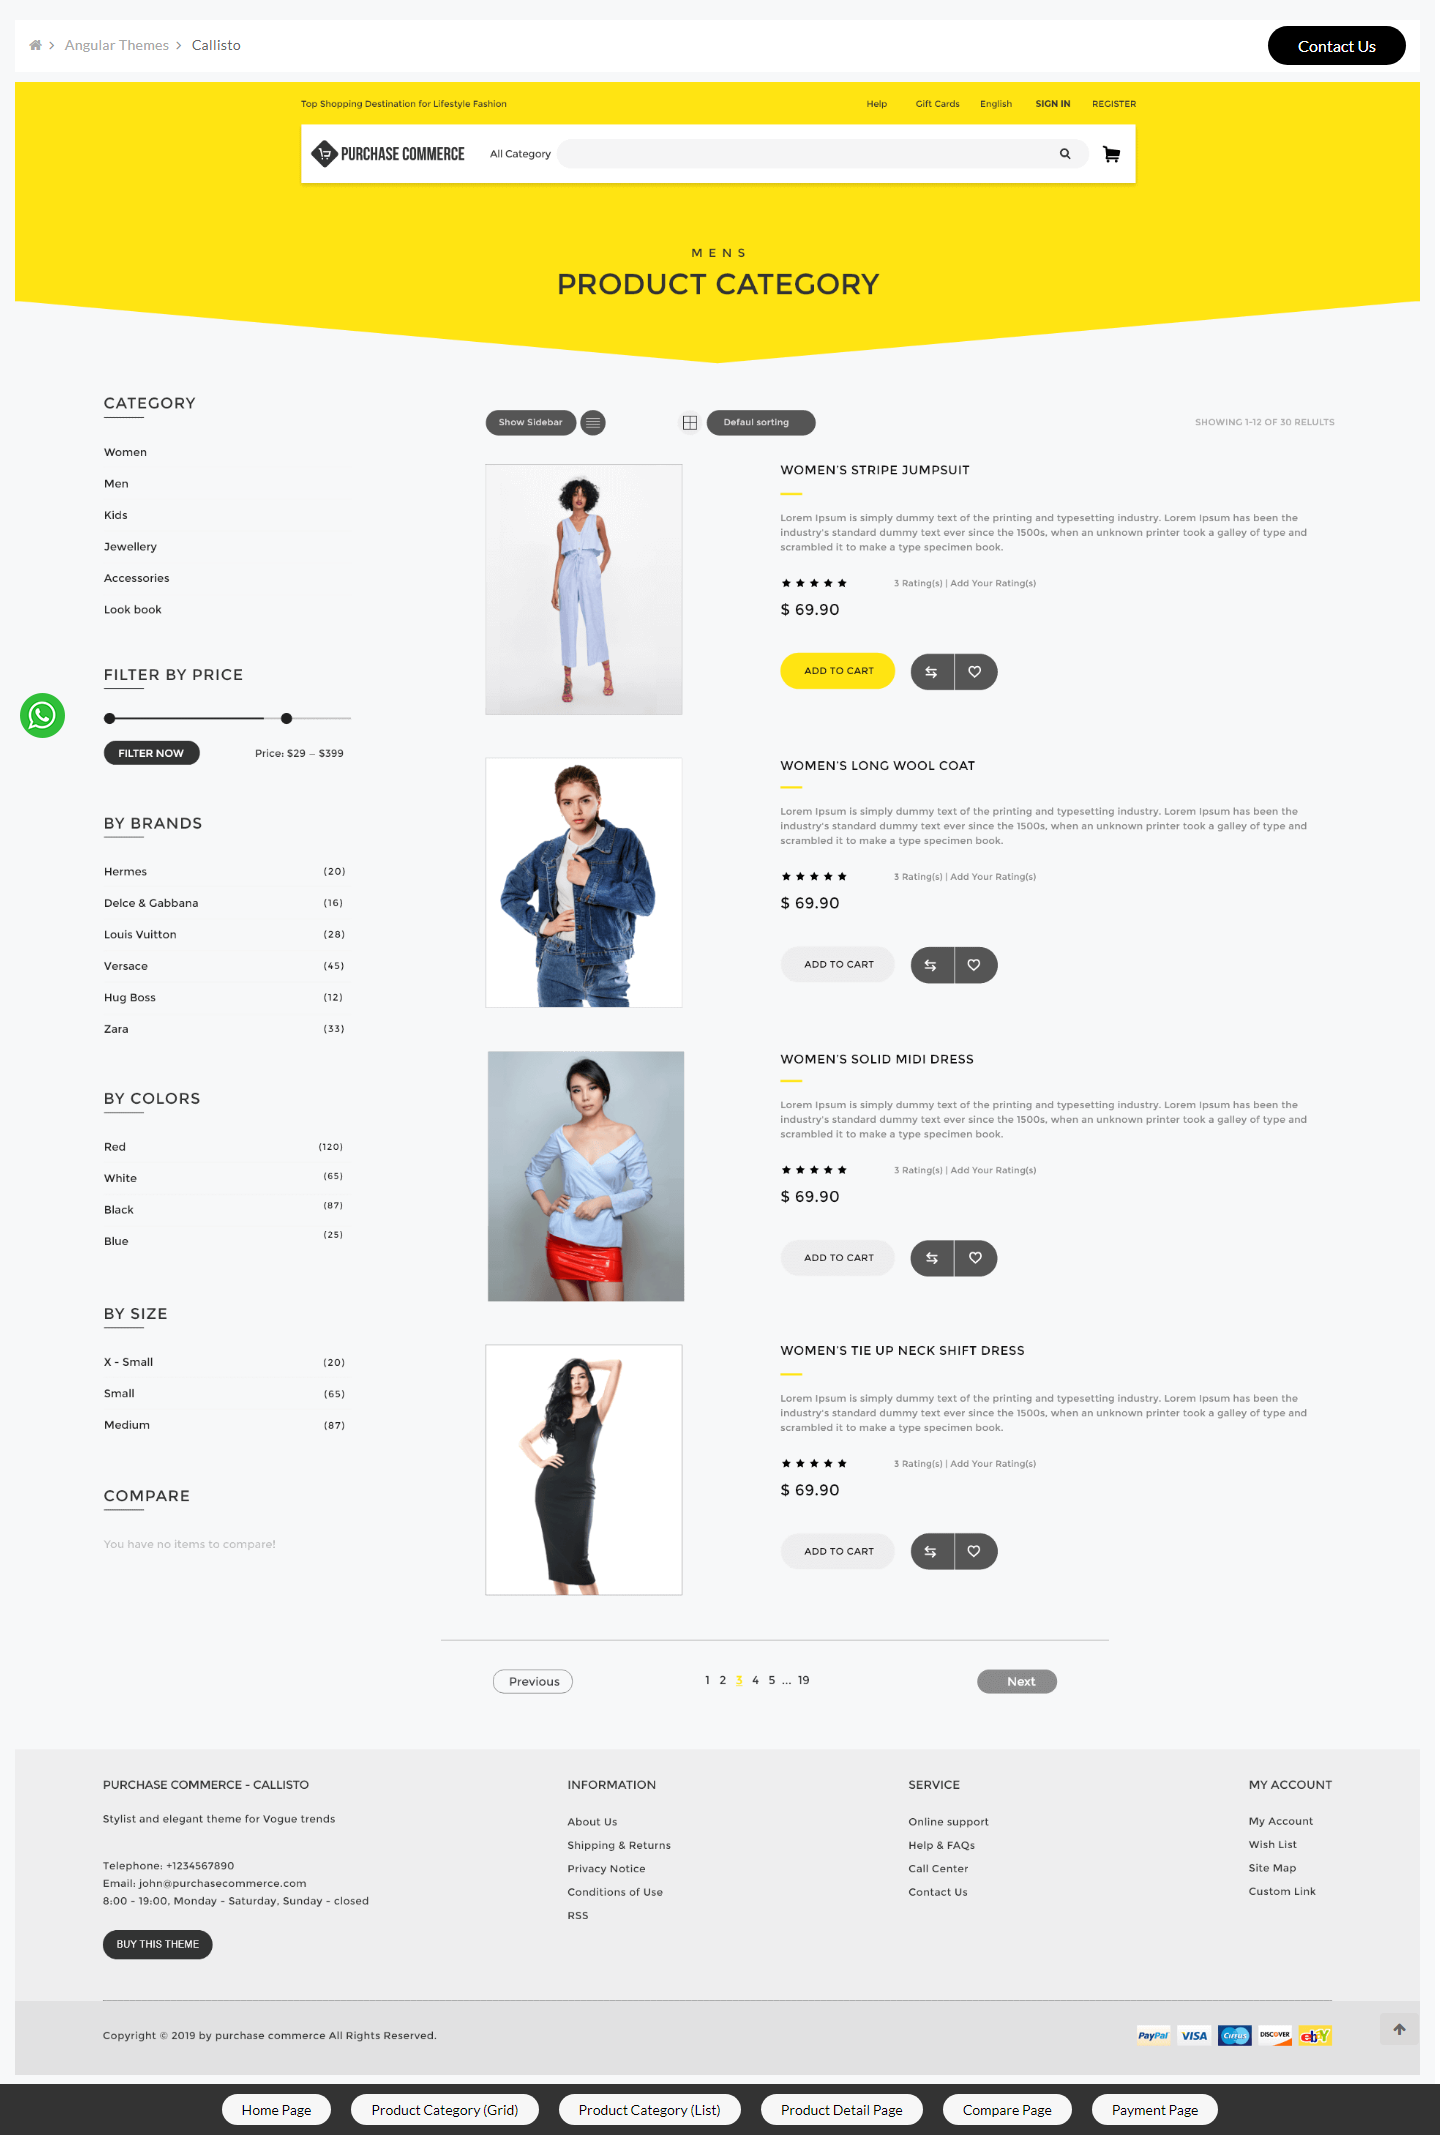 Angular Themes
Callisto
Contact Us
Top Shopping Destination for Lifestyle Fashion
Help
Gift Cards
English
SIGN IN
REGISTER
PURCHASE COMMERCE
All Category
MENS
PRODUCT CATEGORY
CATEGORY
Women
Men
Kids
Jewellery
Accessories
Look book
FILTER BY PRICE
FILTER NOW
Price: $29 – $399
BY BRANDS
Hermes (20)
Delce & Gabbana (16)
Louis Vuitton (28)
Versace (45)
Hug Boss (12)
Zara (33)
BY COLORS
Red (120)
White (65)
Black (87)
Blue (25)
BY SIZE
X - Small (20)
Small (65)
Medium (87)
COMPARE
You have no items to compare!
Show Sidebar
Defaul sorting
SHOWING 1-12 OF 30 RELULTS
WOMEN'S STRIPE JUMPSUIT
Lorem Ipsum is simply dummy text of the printing and typesetting industry. Lorem Ipsum has been the
industry's standard dummy text ever since the 1500s, when an unknown printer took a galley of type and
scrambled it to make a type specimen book.
3 Rating(s) | Add Your Rating(s)
$ 69.90
ADD TO CART
WOMEN'S LONG WOOL COAT
Lorem Ipsum is simply dummy text of the printing and typesetting industry. Lorem Ipsum has been the
industry's standard dummy text ever since the 1500s, when an unknown printer took a galley of type and
scrambled it to make a type specimen book.
3 Rating(s) | Add Your Rating(s)
$ 69.90
ADD TO CART
WOMEN'S SOLID MIDI DRESS
Lorem Ipsum is simply dummy text of the printing and typesetting industry. Lorem Ipsum has been the
industry's standard dummy text ever since the 1500s, when an unknown printer took a galley of type and
scrambled it to make a type specimen book.
3 Rating(s) | Add Your Rating(s)
$ 69.90
ADD TO CART
WOMEN'S TIE UP NECK SHIFT DRESS
Lorem Ipsum is simply dummy text of the printing and typesetting industry. Lorem Ipsum has been the
industry's standard dummy text ever since the 1500s, when an unknown printer took a galley of type and
scrambled it to make a type specimen book.
3 Rating(s) | Add Your Rating(s)
$ 69.90
ADD TO CART
Previous
1 2 3 4 5 ... 19
Next
PURCHASE COMMERCE - CALLISTO
Stylist and elegant theme for Vogue trends
Telephone: +1234567890
Email: john@purchasecommerce.com
8:00 - 19:00, Monday - Saturday, Sunday - closed
BUY THIS THEME
INFORMATION
About Us
Shipping & Returns
Privacy Notice
Conditions of Use
RSS
SERVICE
Online support
Help & FAQs
Call Center
Contact Us
MY ACCOUNT
My Account
Wish List
Site Map
Custom Link
Copyright © 2019 by purchase commerce All Rights Reserved.
PayPal
VISA
Cirrus
DISCOVER
ebY
Home Page
Product Category (Grid)
Product Category (List)
Product Detail Page
Compare Page
Payment Page